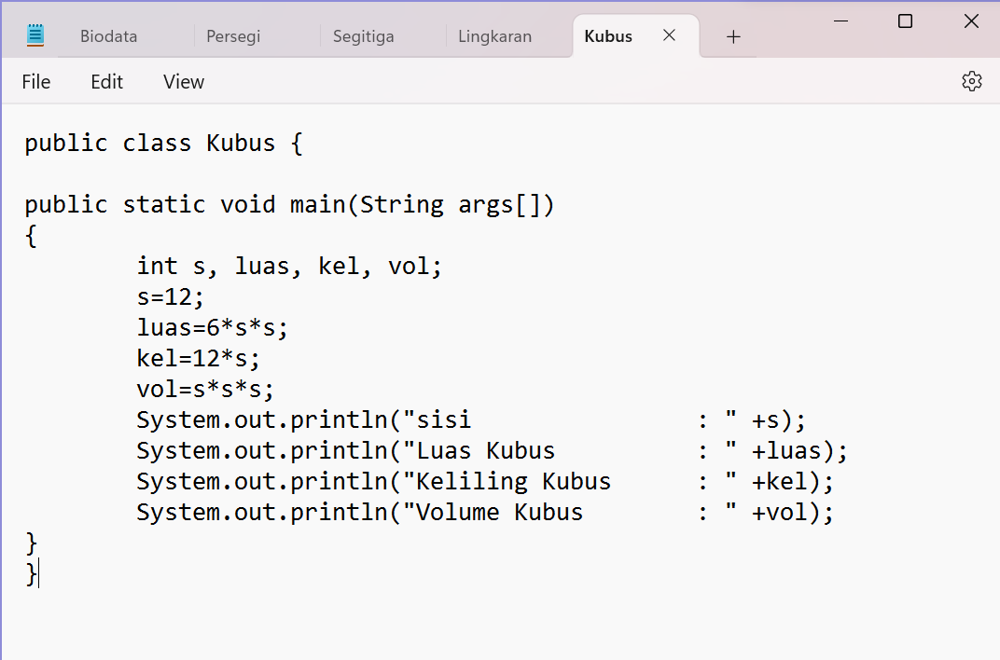 Biodata Persegi Segitiga Lingkaran Kubus
File Edit View
public class Kubus {
public static void main(String args[])
{
        int s, luas, kel, vol;
        s=12;
        luas=6*s*s;
        kel=12*s;
        vol=s*s*s;
        System.out.println("sisi                : " +s);
        System.out.println("Luas Kubus          : " +luas);
        System.out.println("Keliling Kubus      : " +kel);
        System.out.println("Volume Kubus        : " +vol);
}
}